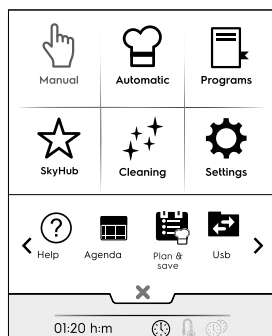 Manual Automatic Programs
SkyHub Cleaning Settings
Help Agenda Plan & save Usb
01:20 h:m